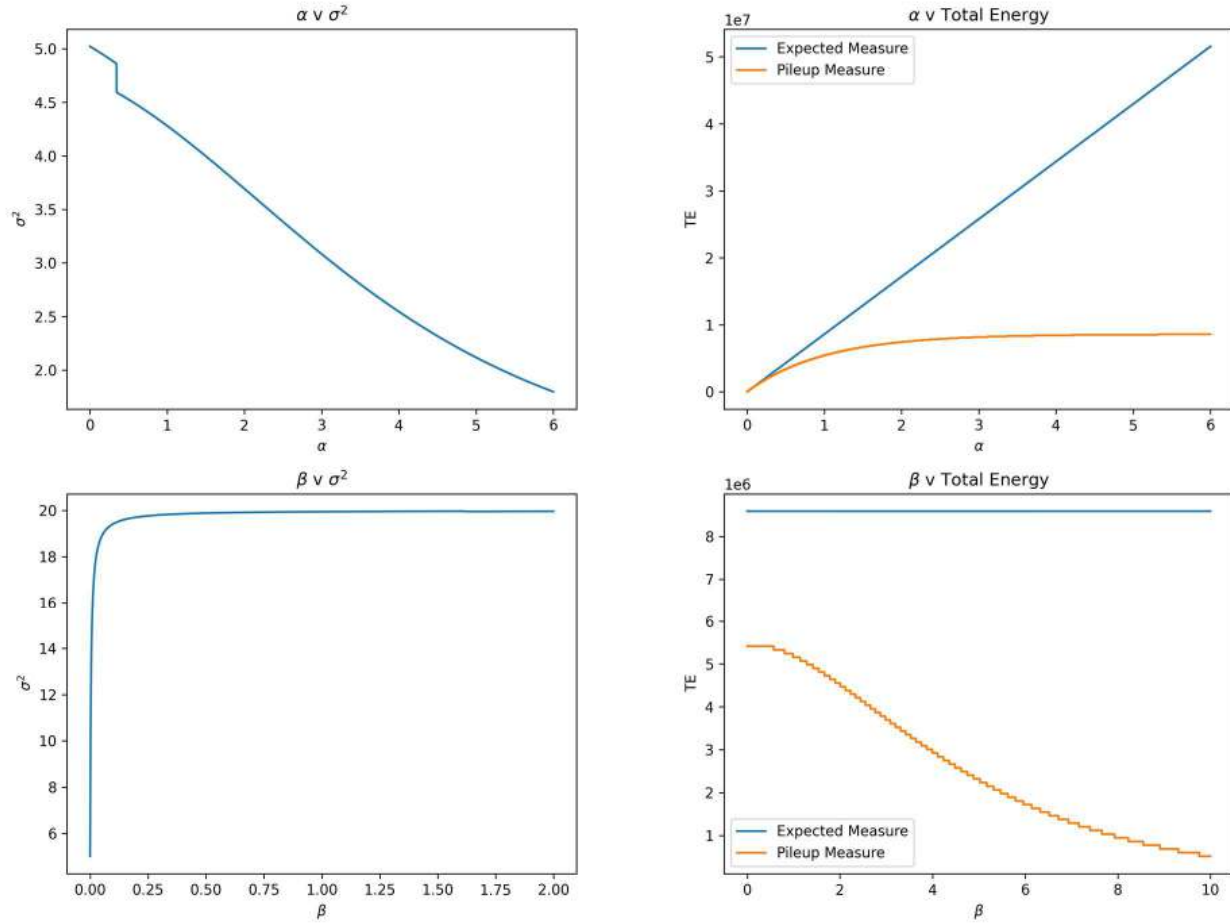 α v σ²
5.0
4.5
4.0
3.5
3.0
2.5
2.0
σ²
0 1 2 3 4 5 6
α
α v Total Energy
1e7
Expected Measure
Pileup Measure
5
4
3
2
1
0
TE
0 1 2 3 4 5 6
α
β v σ²
20
18
16
14
12
10
8
6
σ²
0.00 0.25 0.50 0.75 1.00 1.25 1.50 1.75 2.00
β
β v Total Energy
1e6
8
7
6
5
4
3
2
1
TE
Expected Measure
Pileup Measure
0 2 4 6 8 10
β